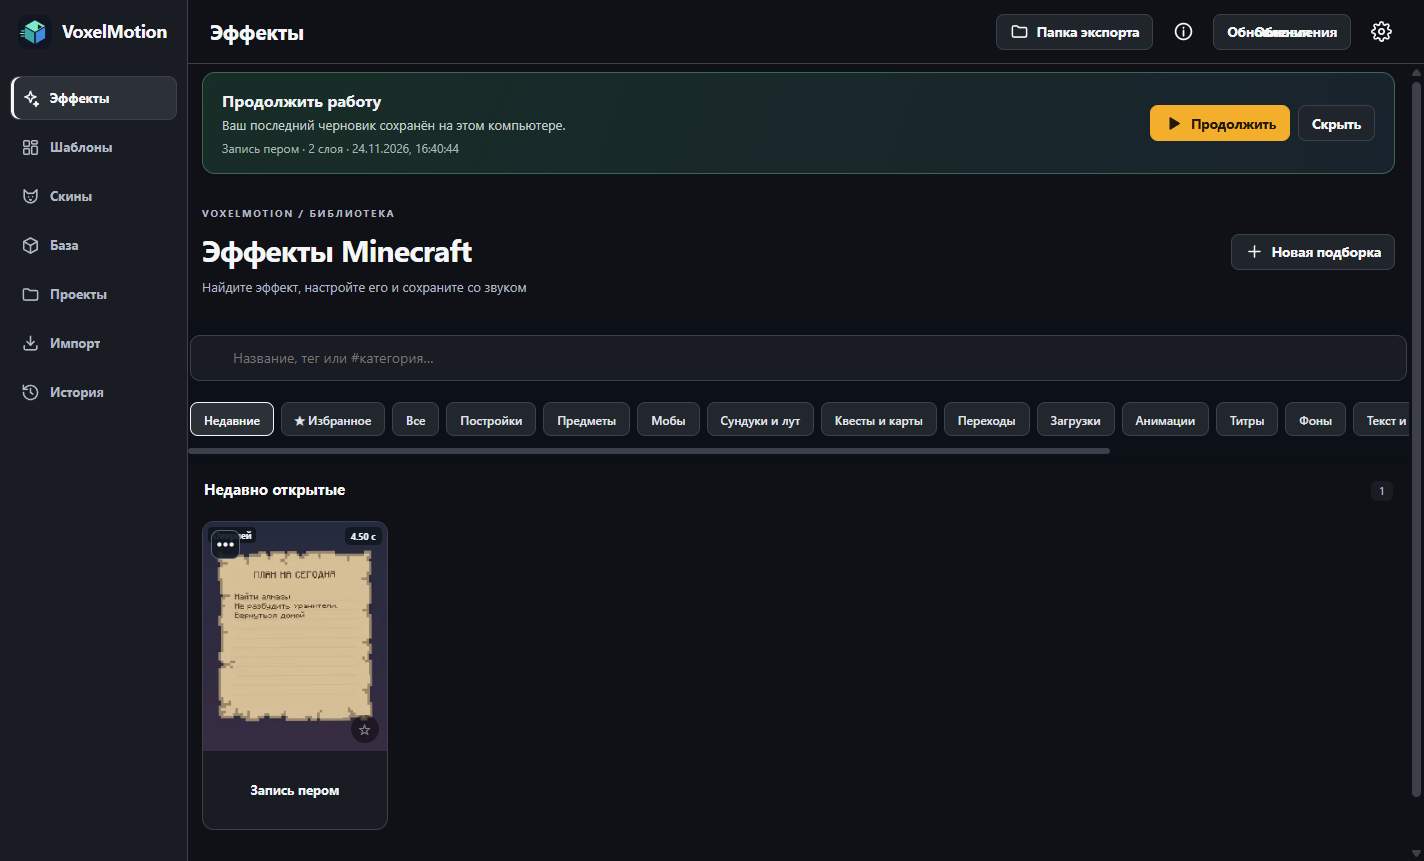 VoxelMotion
Эффекты
Шаблоны
Скины
База
Проекты
Импорт
История
Эффекты
Папка экспорта
Продолжить работу
Ваш последний черновик сохранён на этом компьютере.
Запись пером · 2 слоя · 24.11.2026, 16:40:44
Продолжить
Скрыть
VOXELMOTION / БИБЛИОТЕКА
Эффекты Minecraft
Найдите эффект, настройте его и сохраните со звуком
Новая подборка
Название, тег или #категория...
Недавние
★ Избранное
Все
Постройки
Предметы
Мобы
Сундуки и лут
Квесты и карты
Переходы
Загрузки
Анимации
Титры
Фоны
Текст и
Недавно открытые
1
4.50 с
ПЛАН НА СЕГОДНЯ
Найти алмазы
Не разбудить хранителя.
Вернуться домой
Запись пером